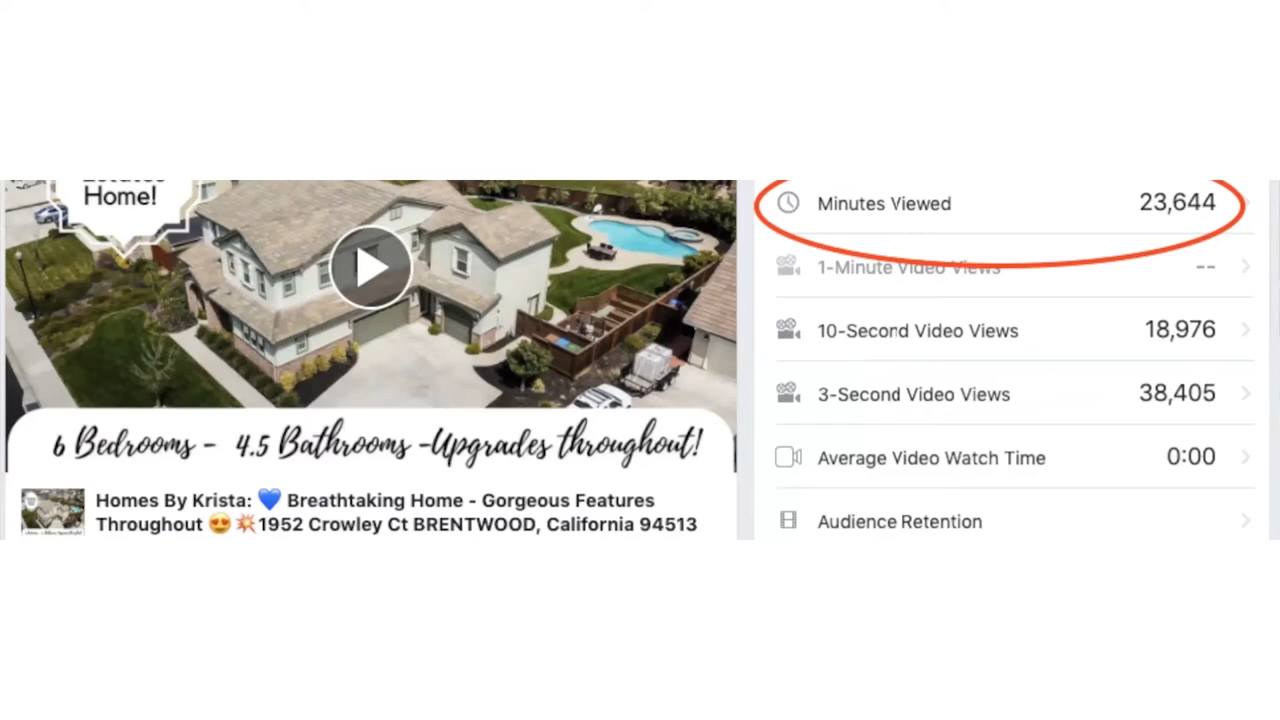 Home!
6 Bedrooms - 4.5 Bathrooms -Upgrades throughout!
Homes By Krista: 💙 Breathtaking Home - Gorgeous Features
Throughout 😍 💥1952 Crowley Ct BRENTWOOD, California 94513
Minutes Viewed 23,644
1-Minute Video Views --
10-Second Video Views 18,976
3-Second Video Views 38,405
Average Video Watch Time 0:00
Audience Retention